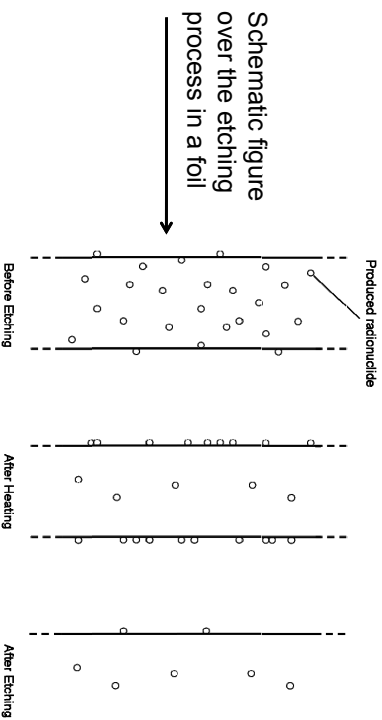 Schematic figure
over the etching
process in a foil
Produced radionuclide
Before Etching
After Heating
After Etching